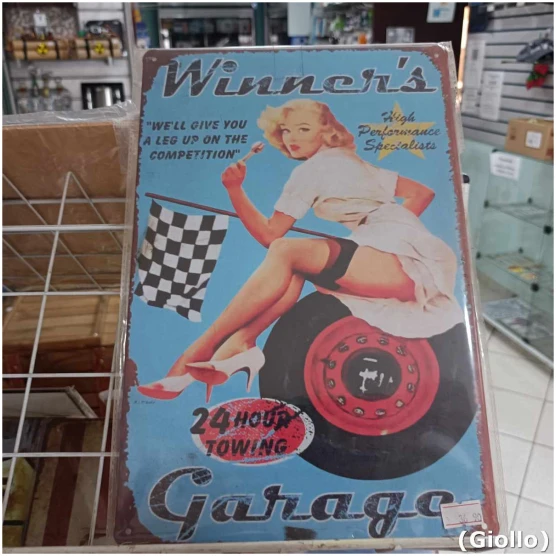 Winner's
"WE'LL GIVE YOU
A LEG UP ON THE
COMPETITION"
High
Performance
Specialists
24 HOUR
TOWING
Garage
(Giollo)